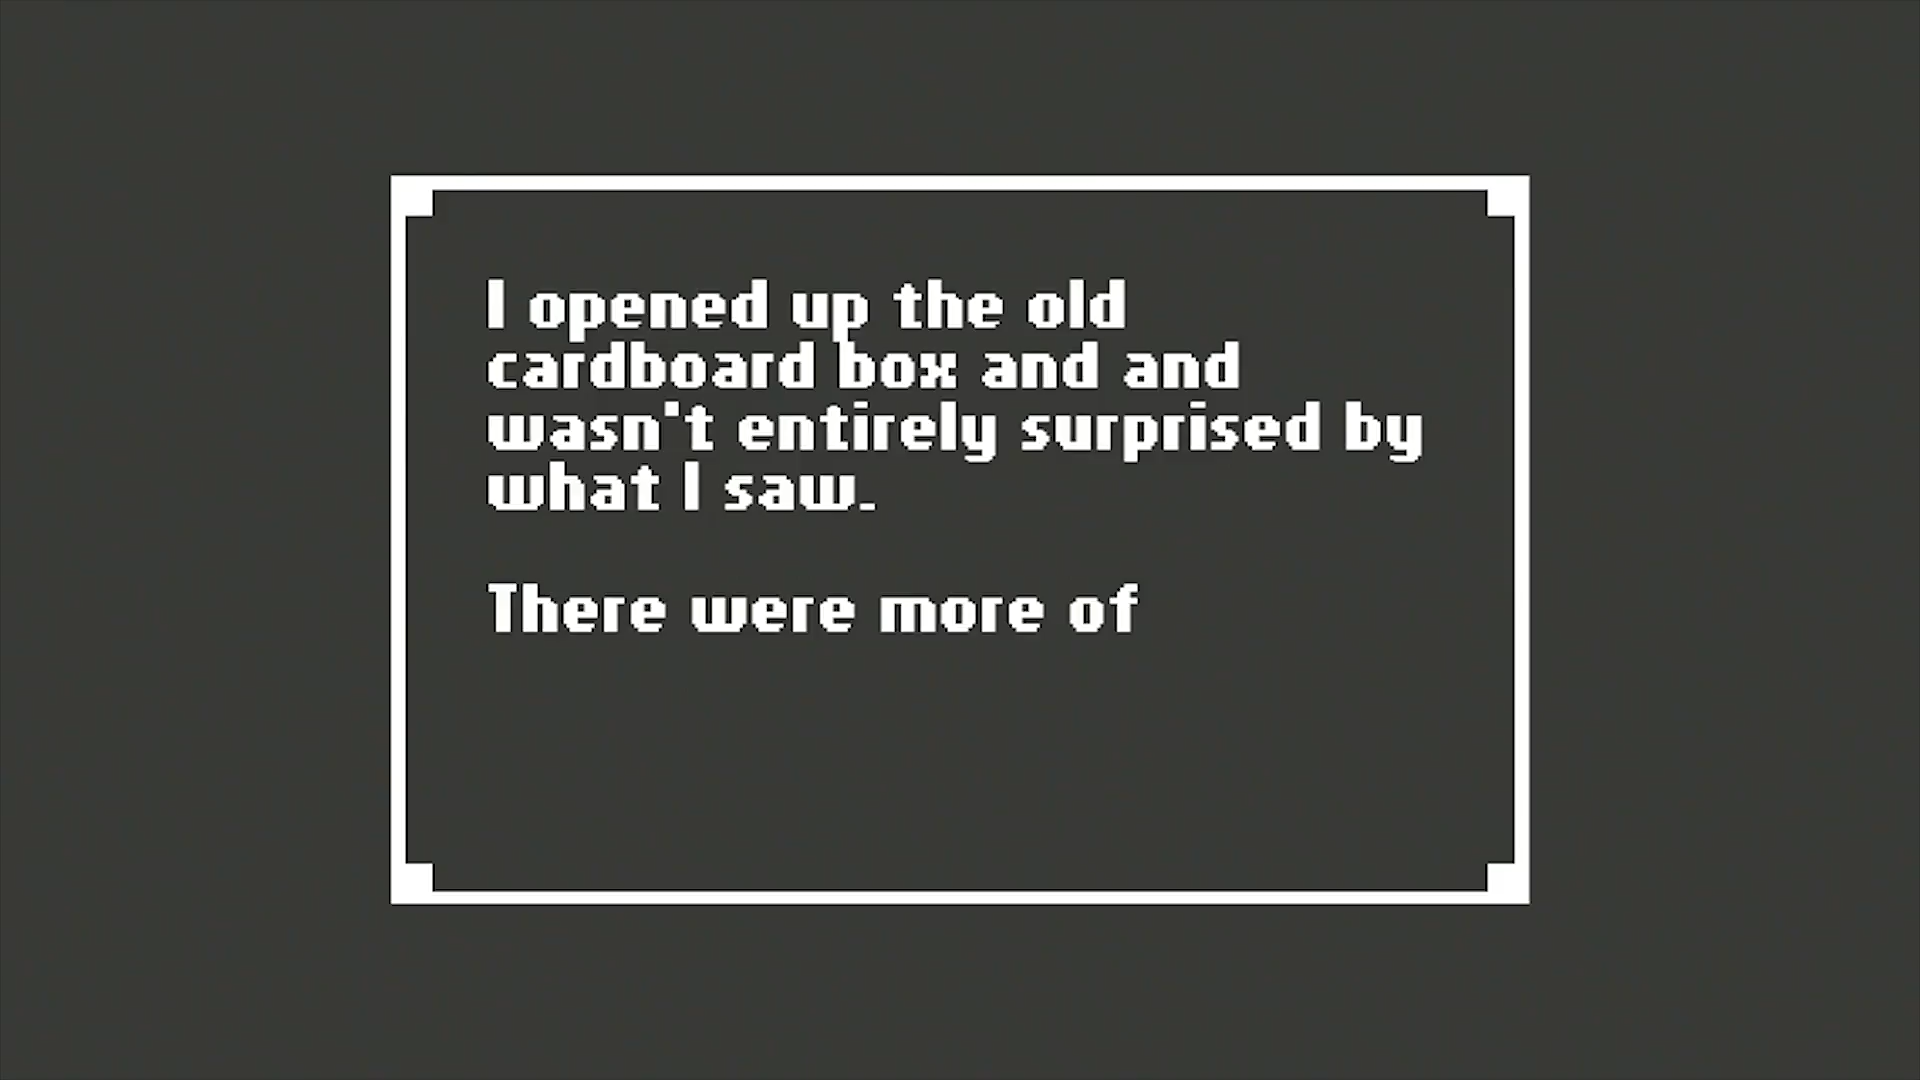 I opened up the old
cardboard box and and
wasn't entirely surprised by
what I saw.
There were more of